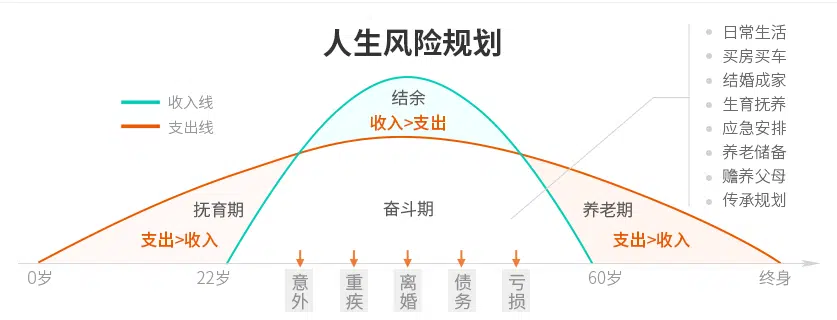 人生风险规划
收入线
支出线
结余
收入>支出
抚育期
支出>收入
奋斗期
养老期
支出>收入
日常生活
买房买车
结婚成家
生育抚养
应急安排
养老储备
赡养父母
传承规划
0岁
22岁
60岁
终身
意外
重疾
离婚
债务
亏损